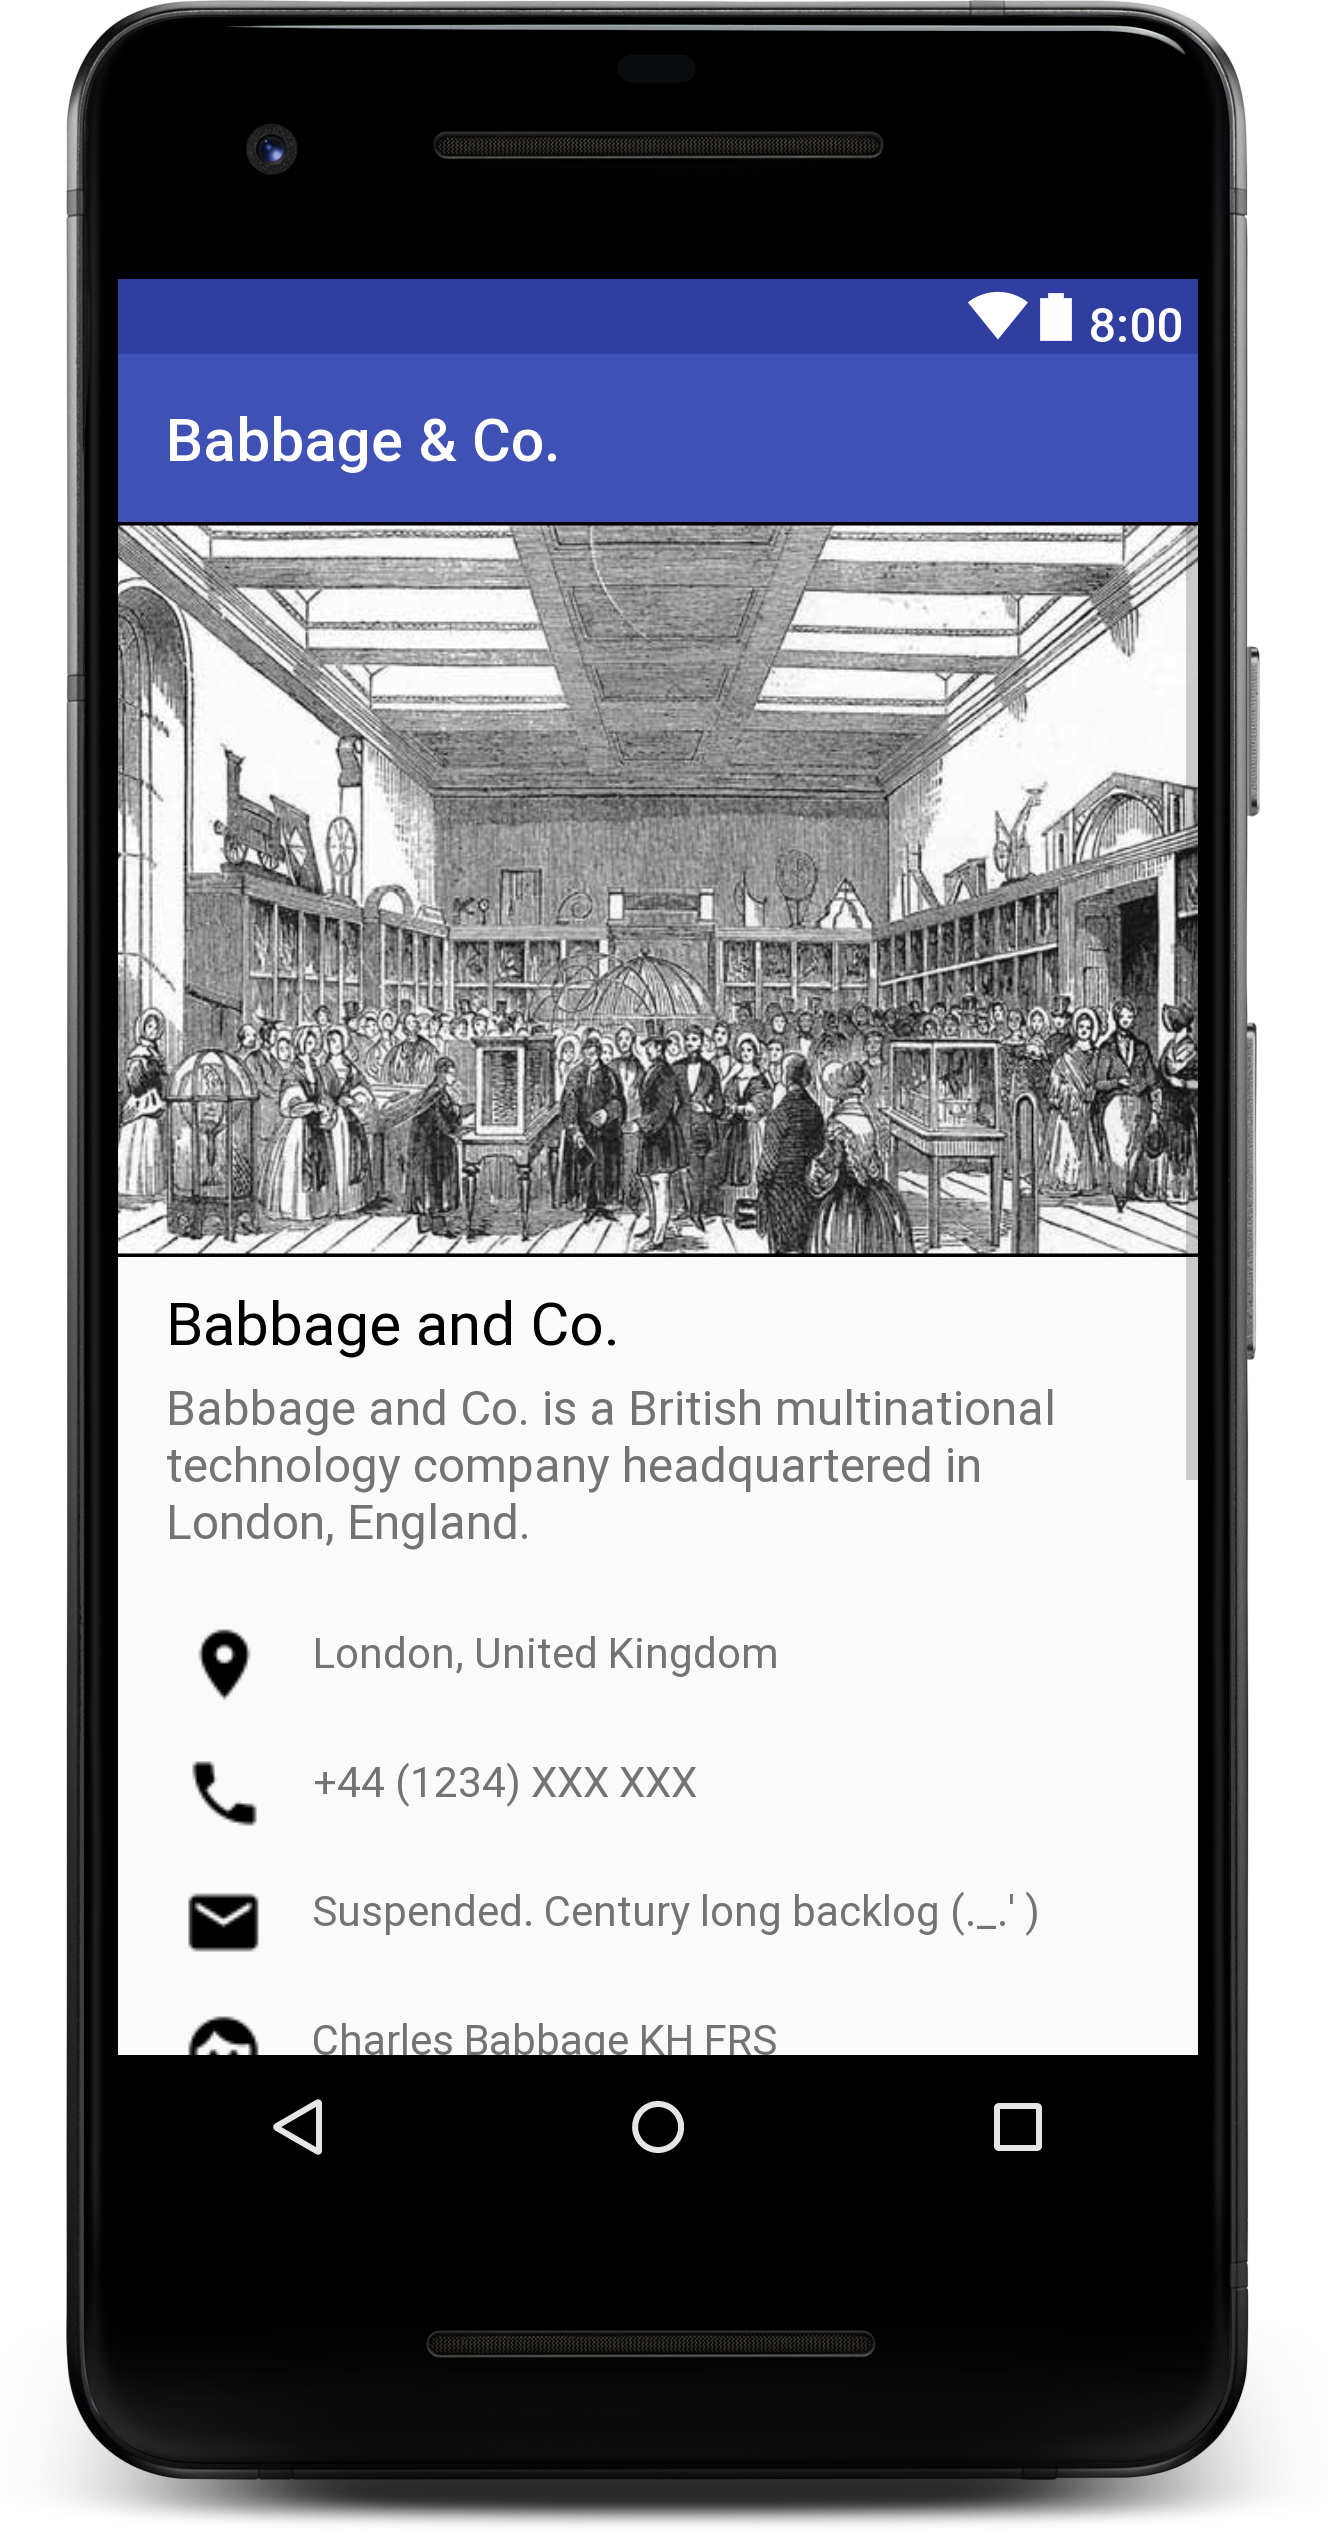 8:00
Babbage & Co.
Babbage and Co.
Babbage and Co. is a British multinational
technology company headquartered in
London, England.
London, United Kingdom
+44 (1234) XXX XXX
Suspended. Century long backlog (._.' )
Charles Babbage KH FRS